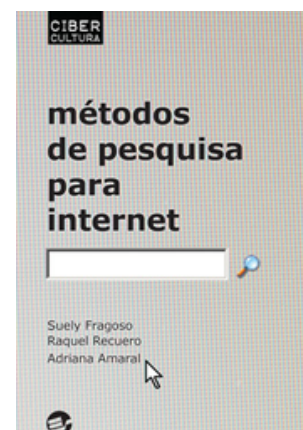 CIBER
CULTURA
métodos
de pesquisa
para
internet
Suely Fragoso
Raquel Recuero
Adriana Amaral